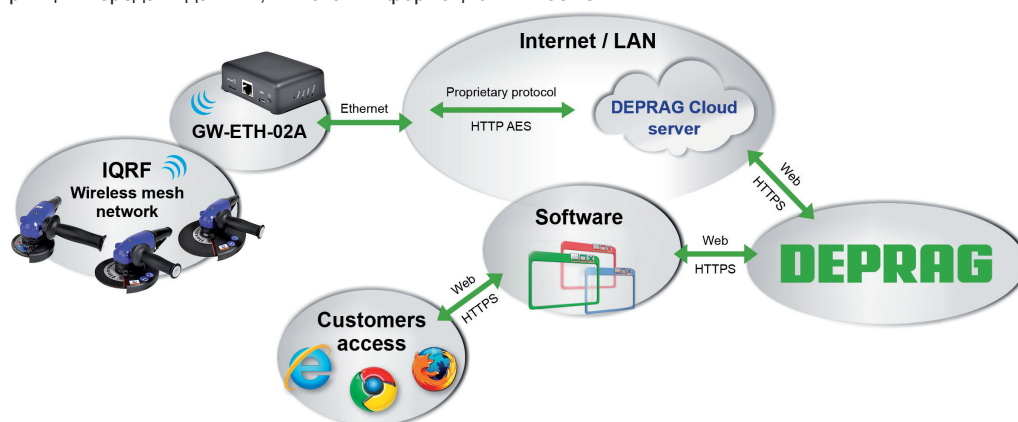 Internet / LAN
Proprietary protocol
HTTP AES
DEPRAG Cloud
server
Ethernet
GW-ETH-02A
IQRF
Wireless mesh
network
Web
HTTPS
Software
Web
HTTPS
DEPRAG
Web
HTTPS
Customers
access